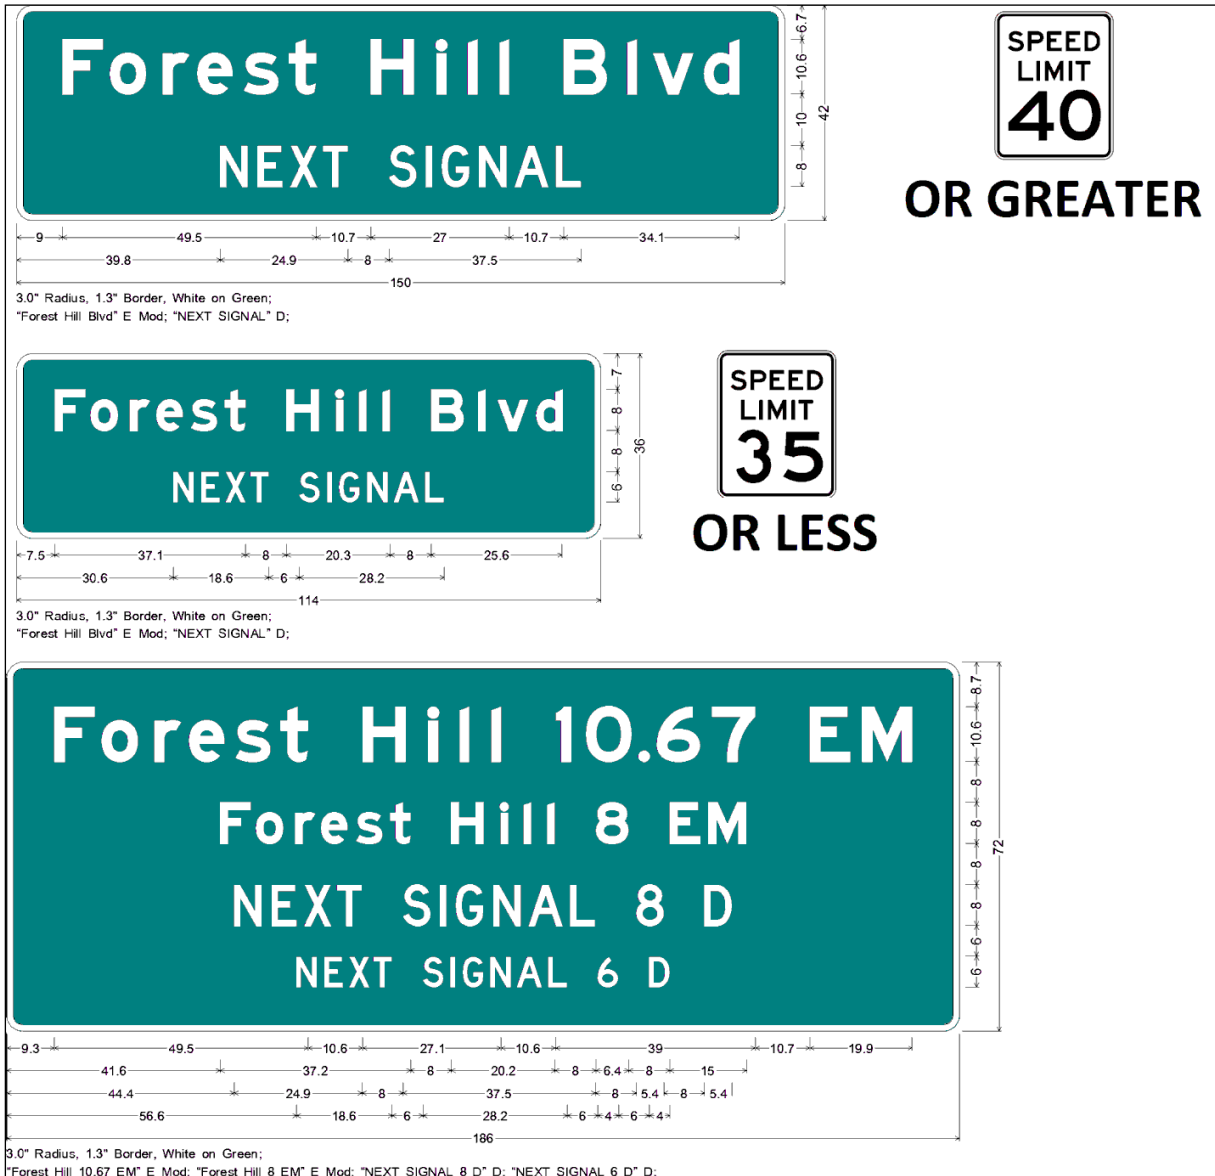 Forest Hill Blvd
NEXT SIGNAL
6.7
10.6
10
8
42
SPEED
LIMIT
40
OR GREATER
9 49.5 10.7 27 10.7 34.1
39.8 24.9 8 37.5
150
3.0" Radius, 1.3" Border, White on Green;
"Forest Hill Blvd" E Mod; "NEXT SIGNAL" D;
Forest Hill Blvd
NEXT SIGNAL
7
8
8
6
36
SPEED
LIMIT
35
OR LESS
7.5 37.1 8 20.3 8 25.6
30.6 18.6 6 28.2
114
3.0" Radius, 1.3" Border, White on Green;
"Forest Hill Blvd" E Mod; "NEXT SIGNAL" D;
Forest Hill 10.67 EM
Forest Hill 8 EM
NEXT SIGNAL 8 D
NEXT SIGNAL 6 D
8.7
10.6
8
8
8
8
6
6
72
9.3 49.5 10.6 27.1 10.6 39 10.7 19.9
41.6 37.2 8 20.2 8 6.4 8 15
44.4 24.9 8 37.5 8 5.4 8 5.4
56.6 18.6 6 28.2 6 4 6 4
186
3.0" Radius, 1.3" Border, White on Green;
"Forest Hill 10.67 EM" E Mod; "Forest Hill 8 EM" E Mod; "NEXT SIGNAL 8 D" D; "NEXT SIGNAL 6 D" D;